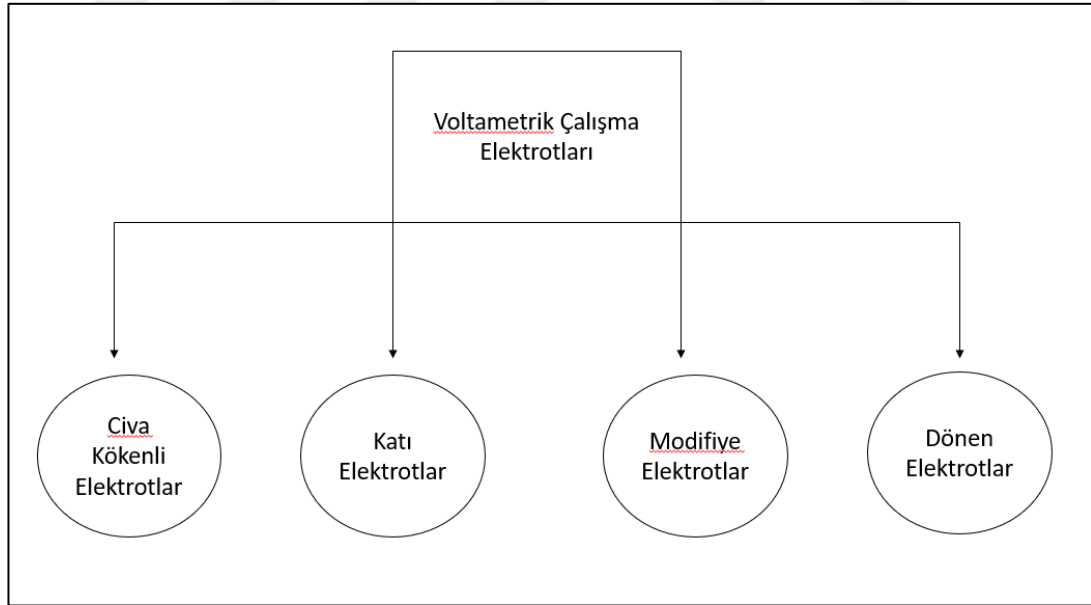 Voltametrik Çalışma
Elektrotları
Civa
Kökenli
Elektrotlar
Katı
Elektrotlar
Modifiye
Elektrotlar
Dönen
Elektrotlar